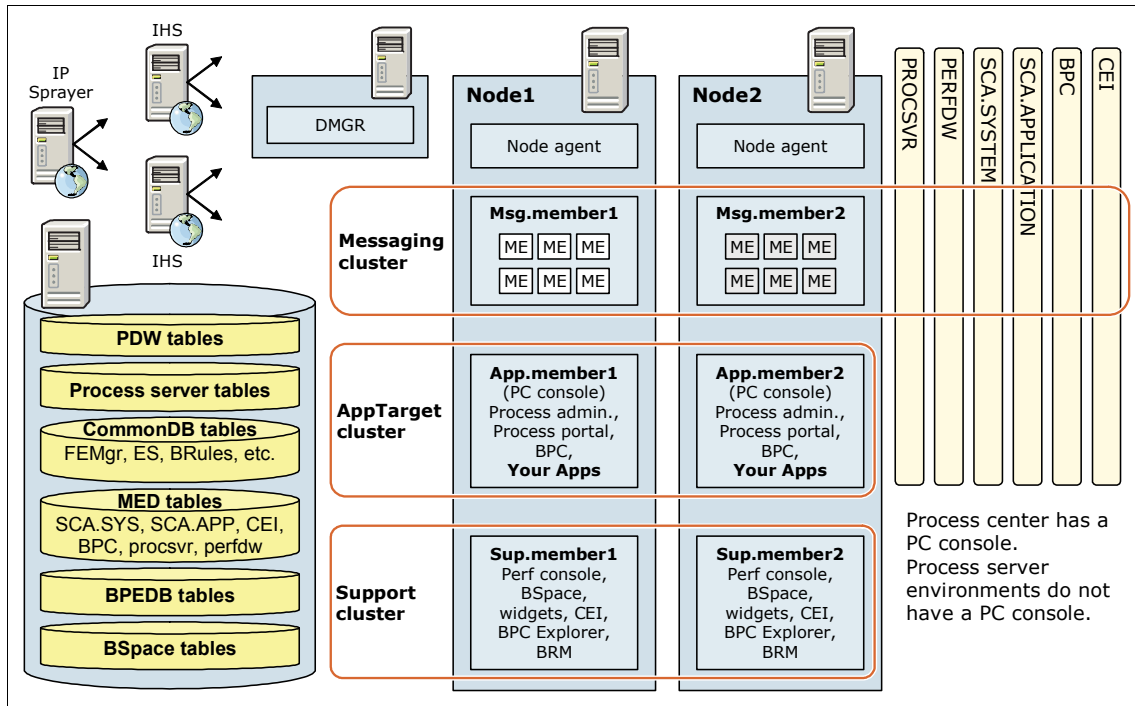 IHS
IP
Sprayer
IHS
DMGR
Node1
Node agent
Node2
Node agent
PROCSVR
PERFDW
SCA.SYSTEM
SCA.APPLICATION
BPC
CEI
Messaging
cluster
Msg.member1
ME ME ME
ME ME ME
Msg.member2
ME ME ME
ME ME ME
AppTarget
cluster
App.member1
(PC console)
Process admin.,
Process portal,
BPC,
Your Apps
App.member2
(PC console)
Process admin.,
Process portal,
BPC,
Your Apps
Support
cluster
Sup.member1
Perf console,
BSpace,
widgets, CEI,
BPC Explorer,
BRM
Sup.member2
Perf console,
BSpace,
widgets, CEI,
BPC Explorer,
BRM
PDW tables
Process server tables
CommonDB tables
FEMgr, ES, BRules, etc.
MED tables
SCA.SYS, SCA.APP, CEI,
BPC, procsvr, perfdw
BPEDB tables
BSpace tables
Process center has a
PC console.
Process server
environments do not
have a PC console.